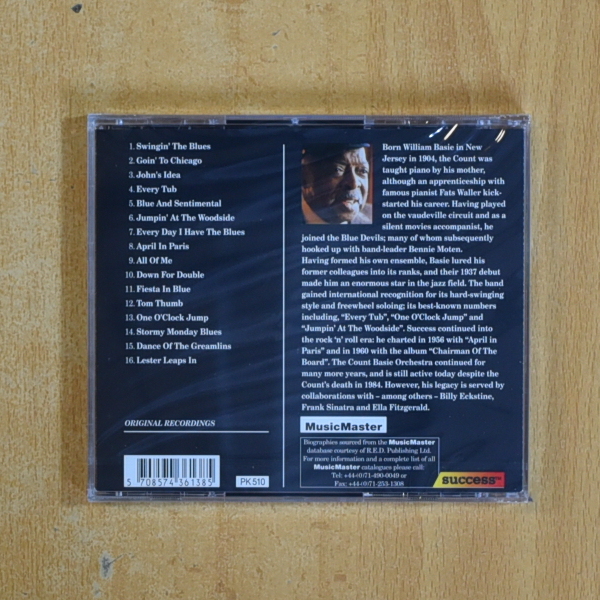 1. Swingin' The Blues
2. Goin' To Chicago
3. John's Idea
4. Every Tub
5. Blue And Sentimental
6. Jumpin' At The Woodside
7. Every Day I Have The Blues
8. April In Paris
9. All Of Me
10. Down For Double
11. Fiesta In Blue
12. Tom Thumb
13. One O'Clock Jump
14. Stormy Monday Blues
15. Dance Of The Greamlins
16. Lester Leaps In
ORIGINAL RECORDINGS
5 708574 361385
PK 510
Born William Basie in New
Jersey in 1904, the Count was
taught piano by his mother,
although an apprenticeship with
famous pianist Fats Waller kick-
started his career. Having played
on the vaudeville circuit and as a
silent movies accompanist, he
joined the Blue Devils; many of whom subsequently
hooked up with band-leader Bennie Moten.
Having formed his own ensemble, Basie lured his
former colleagues into its ranks, and their 1937 debut
made him an enormous star in the jazz field. The band
gained international recognition for its hard-swinging
style and freewheel soloing; its best-known numbers
including, "Every Tub", "One O'Clock Jump" and
"Jumpin' At The Woodside". Success continued into
the rock 'n' roll era: he charted in 1956 with "April in
Paris" and in 1960 with the album "Chairman Of The
Board". The Count Basie Orchestra continued for
many more years, and is still active today despite the
Count's death in 1984. However, his legacy is served by
collaborations with – among others – Billy Eckstine,
Frank Sinatra and Ella Fitzgerald.
MusicMaster
Biographies sourced from the MusicMaster
database courtesy of R.E.D. Publishing Ltd.
For more information and a complete list of all
MusicMaster catalogues please call:
Tel: +44-(0)71-490-0049 or
Fax: +44-(0)71-253-1308
success™